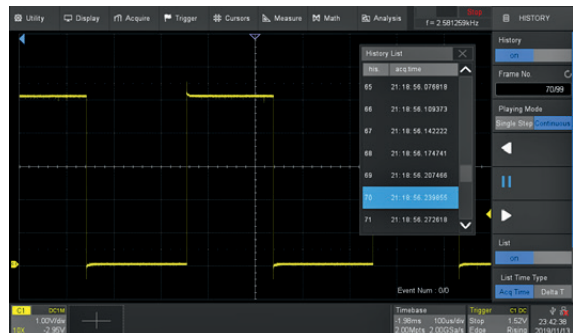 Utility Display Acquire Trigger Cursors Measure Math Analysis
Stop
f = 2.581259kHz
HISTORY
History
on
Frame No.
70/99
Playing Mode
Single Step Continuous
List
on
List Time Type
Acq Time Delta T
History List
his. acq time
65 21:18:56.076818
66 21:18:56.109373
67 21:18:56.142222
68 21:18:56.174741
69 21:18:56.207466
70 21:18:56.239855
71 21:18:56.272618
Event Num : 0/0
C1 DC1M
1.00V/div
10X -2.95V
Timebase
-1.98ms 100us/div
2.00Mpts 2.00GSa/s
Trigger C1 DC
Stop 1.52V
Edge Rising
23:42:38
2019/11/13